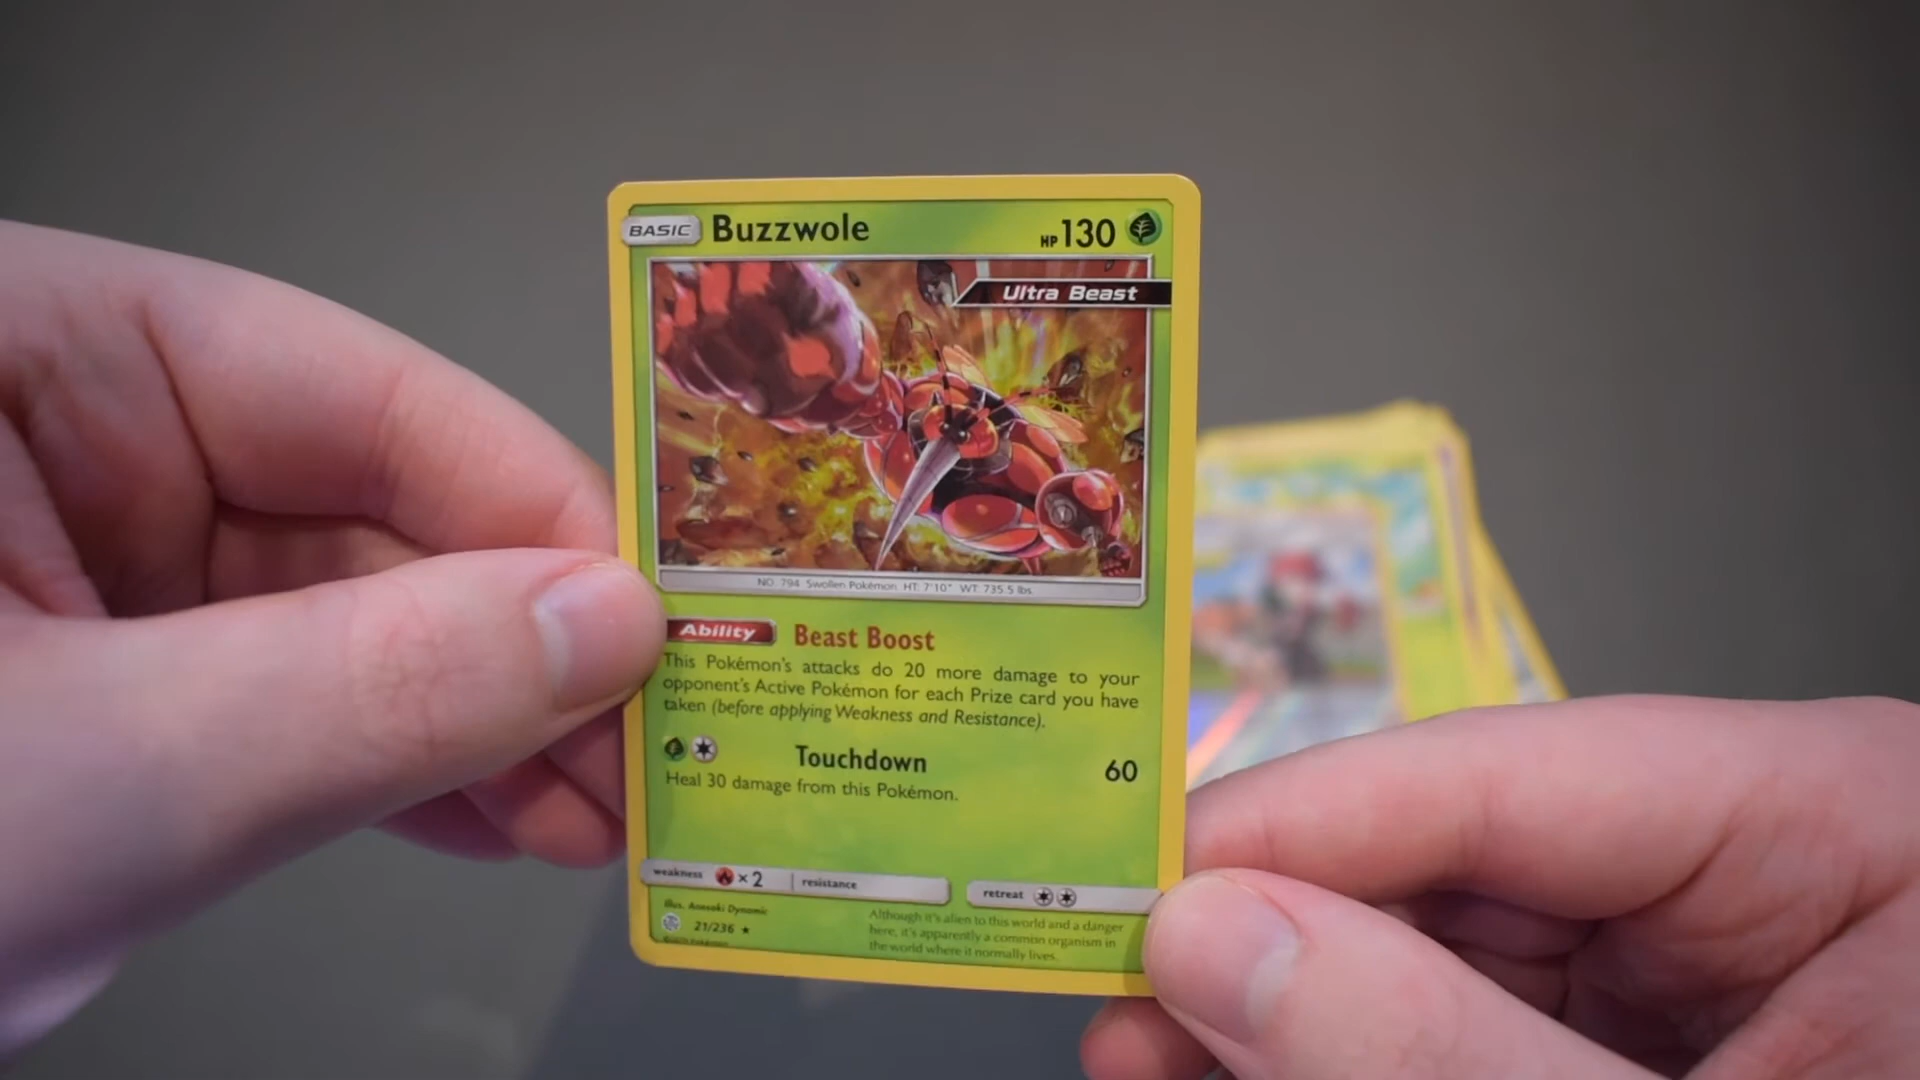 BASIC Buzzwole HP 130
Ultra Beast
NO. 794 Swollen Pokémon HT: 7'10" WT: 735.5 lbs.
Ability Beast Boost
This Pokémon's attacks do 20 more damage to your
opponent's Active Pokémon for each Prize card you have
taken (before applying Weakness and Resistance).
Touchdown 60
Heal 30 damage from this Pokémon.
weakness ×2 resistance retreat
Illus. Aonsaki Dynamic
21/236
Although it's alien to this world and a danger
here, it's apparently a common organism in
the world where it normally lives.